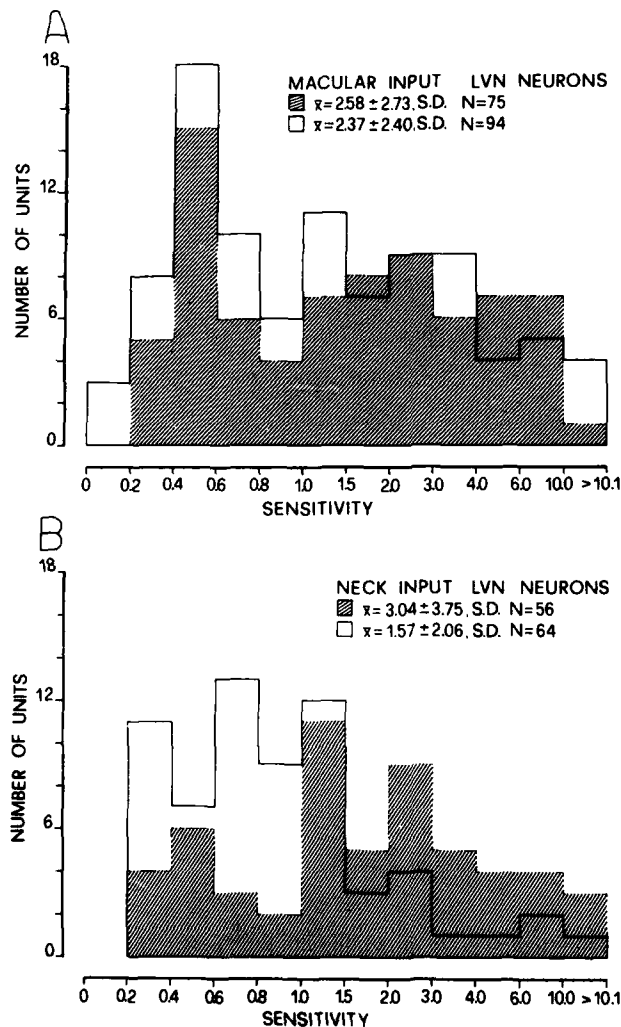 A
18
12
6
0
NUMBER OF UNITS
MACULAR INPUT LVN NEURONS
x̄=2.58 ±2.73, S.D. N=75
x̄=2.37 ±2.40, S.D. N=94
0 0.2 0.4 0.6 0.8 1.0 1.5 2.0 3.0 4.0 6.0 10.0 >10.1
SENSITIVITY
B
18
12
6
0
NUMBER OF UNITS
NECK INPUT LVN NEURONS
x̄=3.04 ±3.75, S.D. N=56
x̄=1.57 ±2.06, S.D. N=64
0 0.2 0.4 0.6 0.8 1.0 1.5 2.0 3.0 4.0 6.0 10.0 >10.1
SENSITIVITY